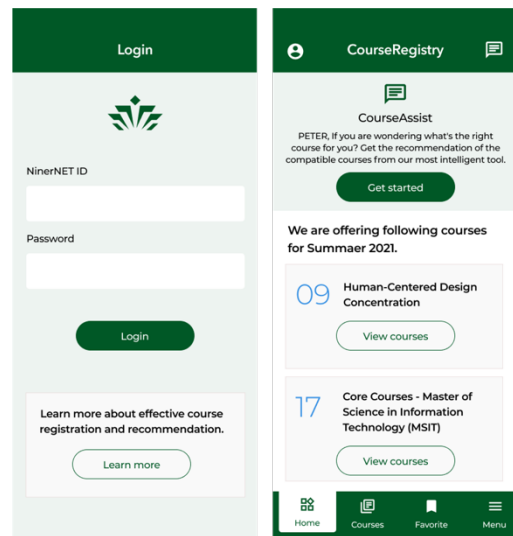 Login
NinerNET ID
Password
Login
Learn more about effective course
registration and recommendation.
Learn more
CourseRegistry
CourseAssist
PETER, If you are wondering what's the right
course for you? Get the recommendation of the
compatible courses from our most intelligent tool.
Get started
We are offering following courses
for Summaer 2021.
09
Human-Centered Design
Concentration
View courses
17
Core Courses - Master of
Science in Information
Technology (MSIT)
View courses
Home
Courses
Favorite
Menu